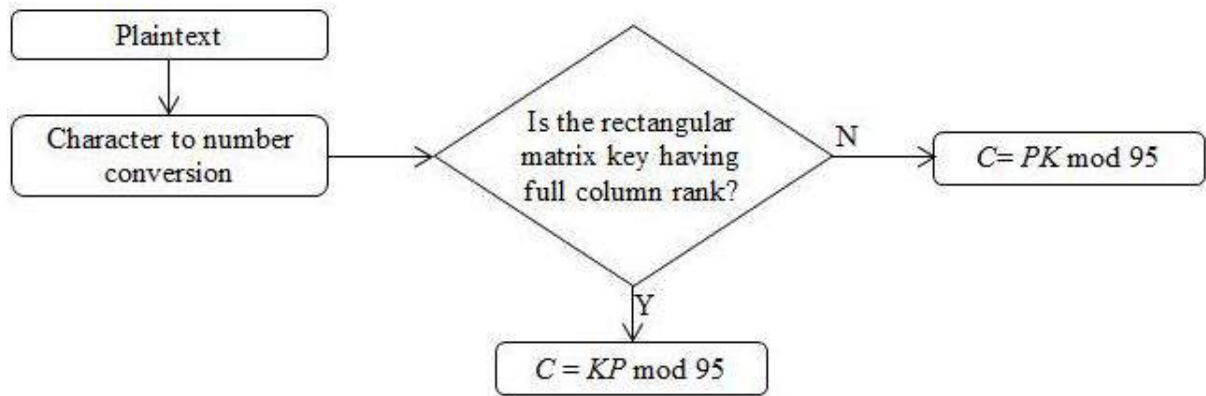 Plaintext
Character to number
conversion
Is the rectangular
matrix key having
full column rank?
N
C= PK mod 95
Y
C = KP mod 95